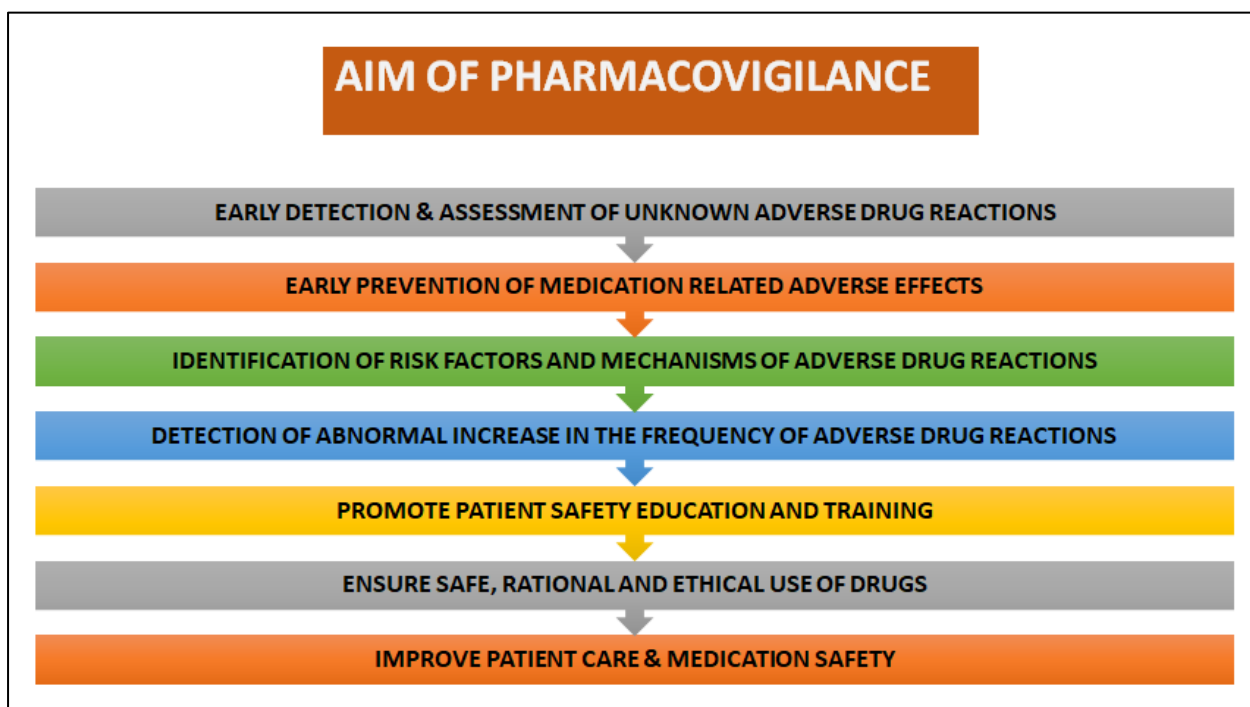 AIM OF PHARMACOVIGILANCE
EARLY DETECTION & ASSESSMENT OF UNKNOWN ADVERSE DRUG REACTIONS
EARLY PREVENTION OF MEDICATION RELATED ADVERSE EFFECTS
IDENTIFICATION OF RISK FACTORS AND MECHANISMS OF ADVERSE DRUG REACTIONS
DETECTION OF ABNORMAL INCREASE IN THE FREQUENCY OF ADVERSE DRUG REACTIONS
PROMOTE PATIENT SAFETY EDUCATION AND TRAINING
ENSURE SAFE, RATIONAL AND ETHICAL USE OF DRUGS
IMPROVE PATIENT CARE & MEDICATION SAFETY